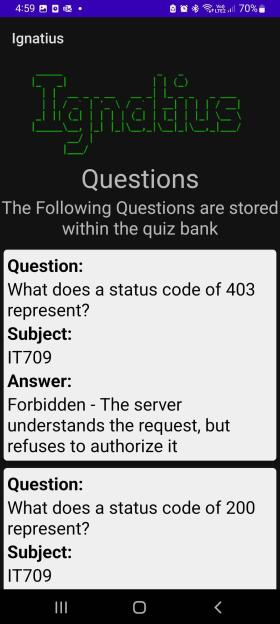 4:59
70%
Ignatius
Ignatius
Questions
The Following Questions are stored
within the quiz bank
Question:
What does a status code of 403
represent?
Subject:
IT709
Answer:
Forbidden - The server
understands the request, but
refuses to authorize it
Question:
What does a status code of 200
represent?
Subject:
IT709